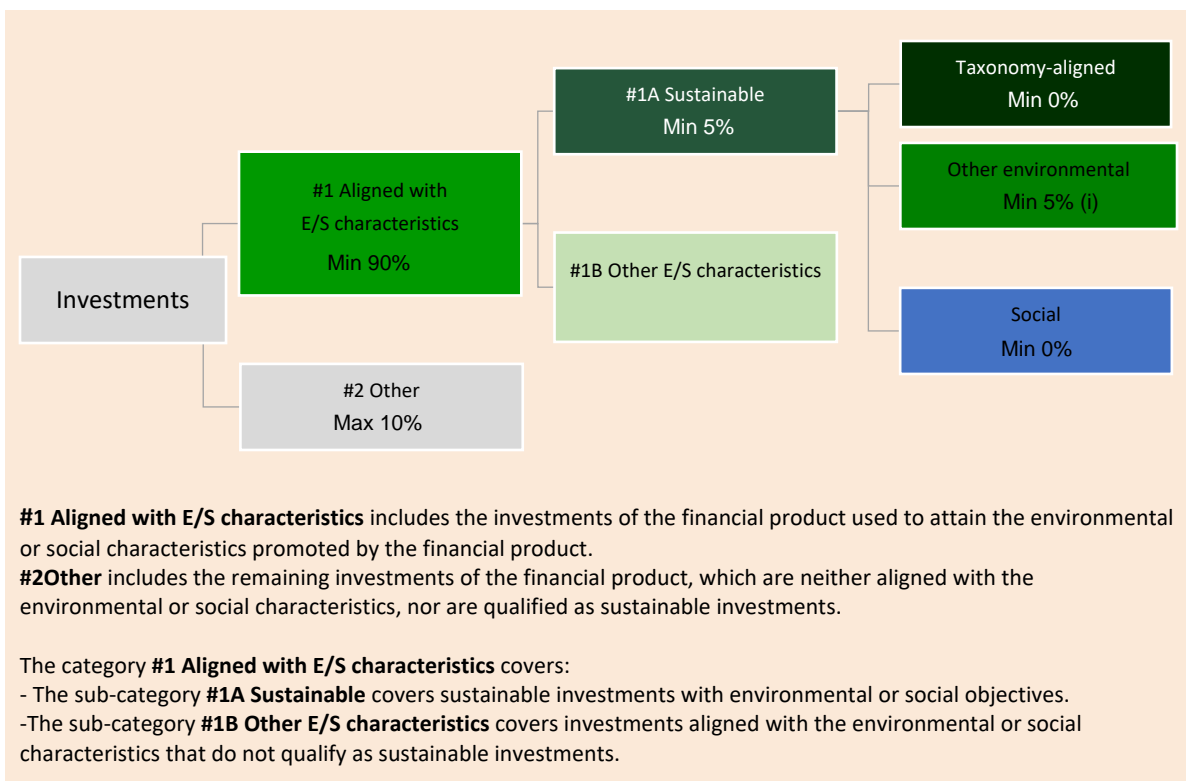 Investments
#1 Aligned with
E/S characteristics
Min 90%
#2 Other
Max 10%
#1A Sustainable
Min 5%
#1B Other E/S characteristics
Taxonomy-aligned
Min 0%
Other environmental
Min 5% (i)
Social
Min 0%
#1 Aligned with E/S characteristics includes the investments of the financial product used to attain the environmental
or social characteristics promoted by the financial product.
#2Other includes the remaining investments of the financial product, which are neither aligned with the
environmental or social characteristics, nor are qualified as sustainable investments.
The category #1 Aligned with E/S characteristics covers:
- The sub-category #1A Sustainable covers sustainable investments with environmental or social objectives.
-The sub-category #1B Other E/S characteristics covers investments aligned with the environmental or social
characteristics that do not qualify as sustainable investments.